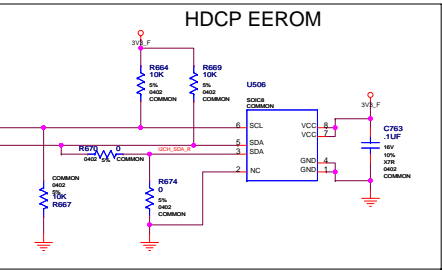 HDCP EEROM
3V3_F
R664
10K
5%
0402
COMMON
R669
10K
5%
0402
COMMON
U506
SOIC8
COMMON
6 SCL
5 SDA
3 SDA
2 NC
VCC 8
VCC 7
GND 4
GND 1
3V3_F
C763
.1UF
16V
10%
X7R
0402
COMMON
R670 0
0402 5% COMMON
I2CH_SDA_R
R674
0
5%
0402
COMMON
COMMON
0402
5%
10K
R667